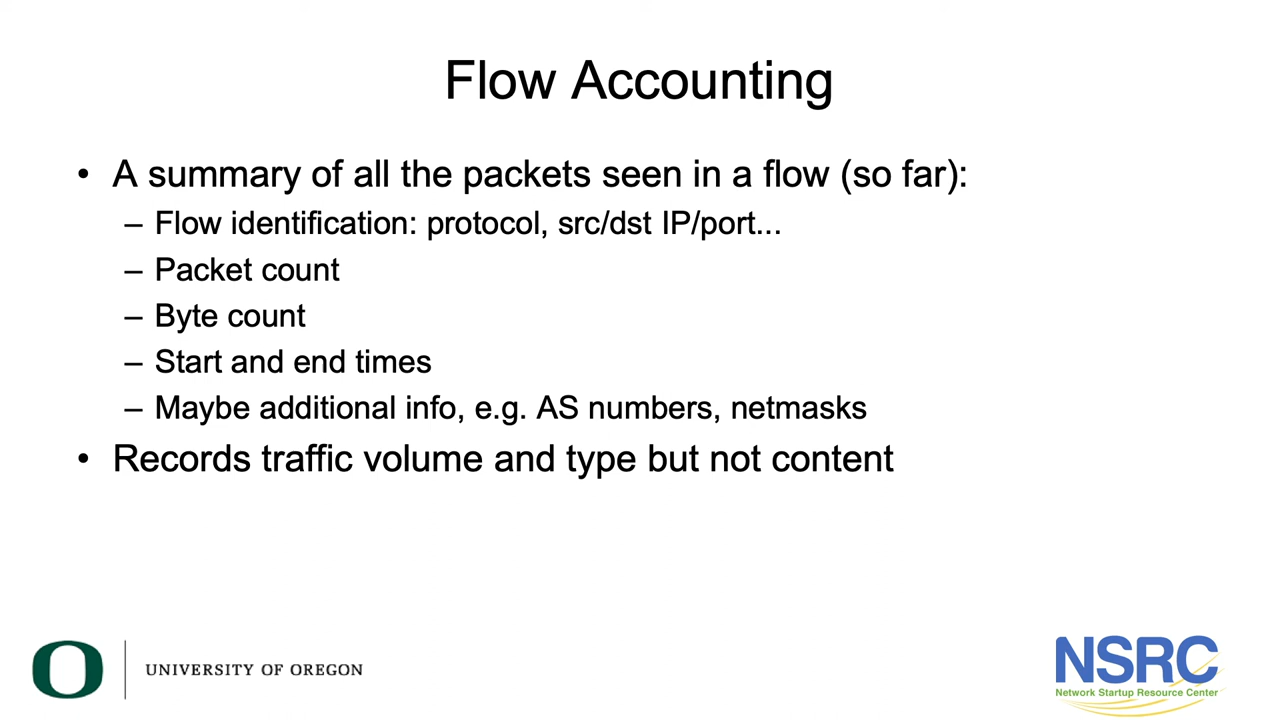 Flow Accounting
• A summary of all the packets seen in a flow (so far):
– Flow identification: protocol, src/dst IP/port...
– Packet count
– Byte count
– Start and end times
– Maybe additional info, e.g. AS numbers, netmasks
• Records traffic volume and type but not content
O
UNIVERSITY OF OREGON
NSRC
Network Startup Resource Center